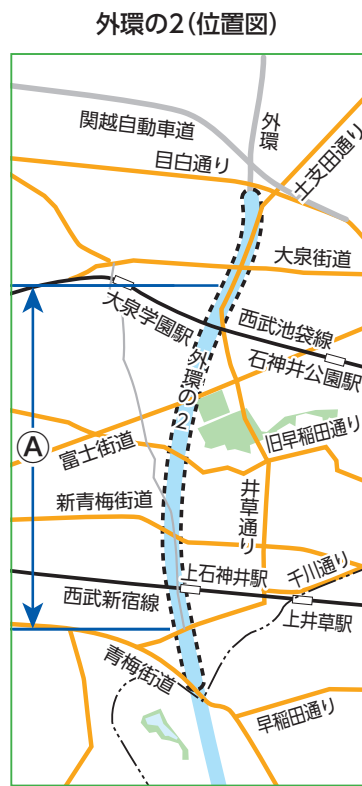 外環の2(位置図)
関越自動車道
外環
目白通り
土支田通り
大泉街道
大泉学園駅
西武池袋線
石神井公園駅
外環の2
Ⓐ
富士街道
旧早稲田通り
井草通り
新青梅街道
千川通り
上石神井駅
西武新宿線
上井草駅
青梅街道
早稲田通り